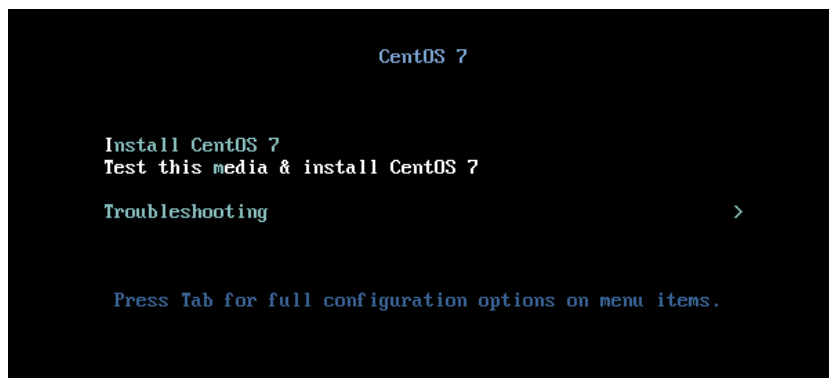 CentOS 7
Install CentOS 7
Test this media & install CentOS 7
Troubleshooting >
Press Tab for full configuration options on menu items.